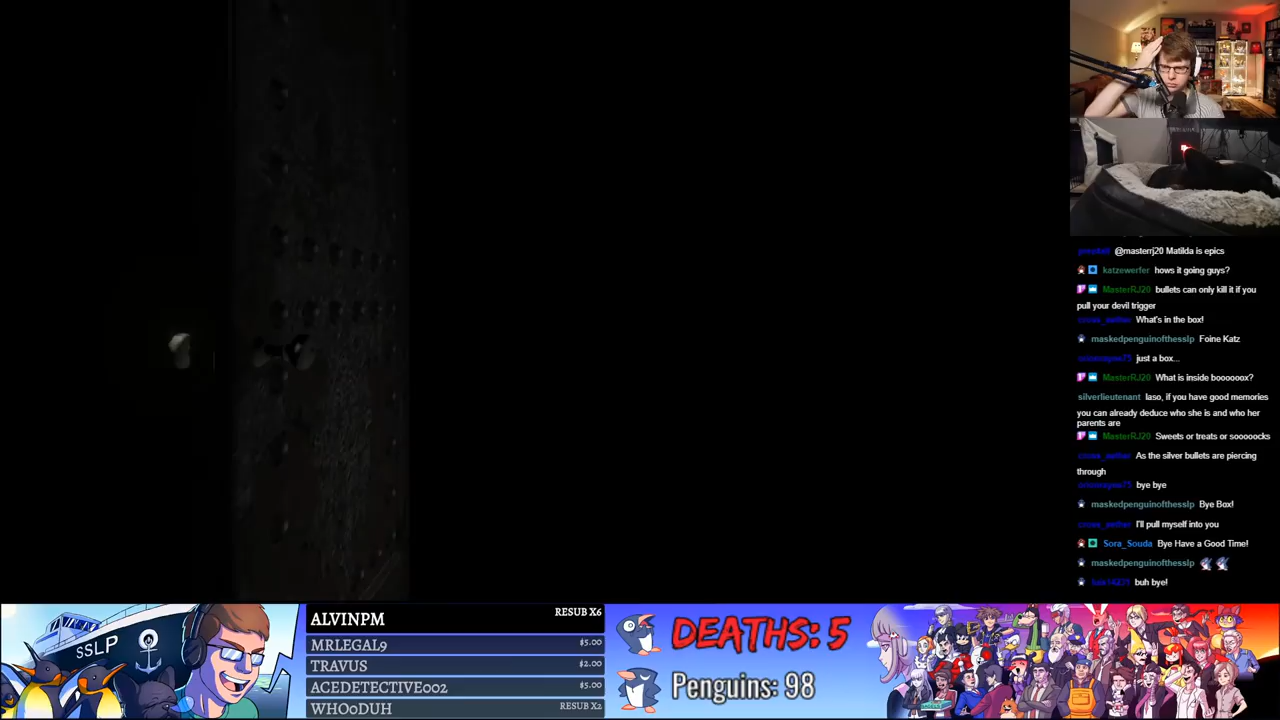 @masterrj20 Matilda is epics
katzewerfer hows it going guys?
MasterRJ20 bullets can only kill it if you
pull your devil trigger
cross_aether What's in the box!
maskedpenguinofthesslp Foine Katz
just a box...
MasterRJ20 What is inside boooooox?
silverlieutenant laso, if you have good memories
you can already deduce who she is and who her
parents are
MasterRJ20 Sweets or treats or sooooocks
cross_aether As the silver bullets are piercing
through
bye bye
maskedpenguinofthesslp Bye Box!
cross_aether I'll pull myself into you
Sora_Souda Bye Have a Good Time!
maskedpenguinofthesslp
buh bye!
SSLP
ALVINPM RESUB X6
MRLEGAL9 $5.00
TRAVUS $2.00
ACEDETECTIVE002 $5.00
WHO0DUH RESUB X2
DEATHS: 5
Penguins: 98